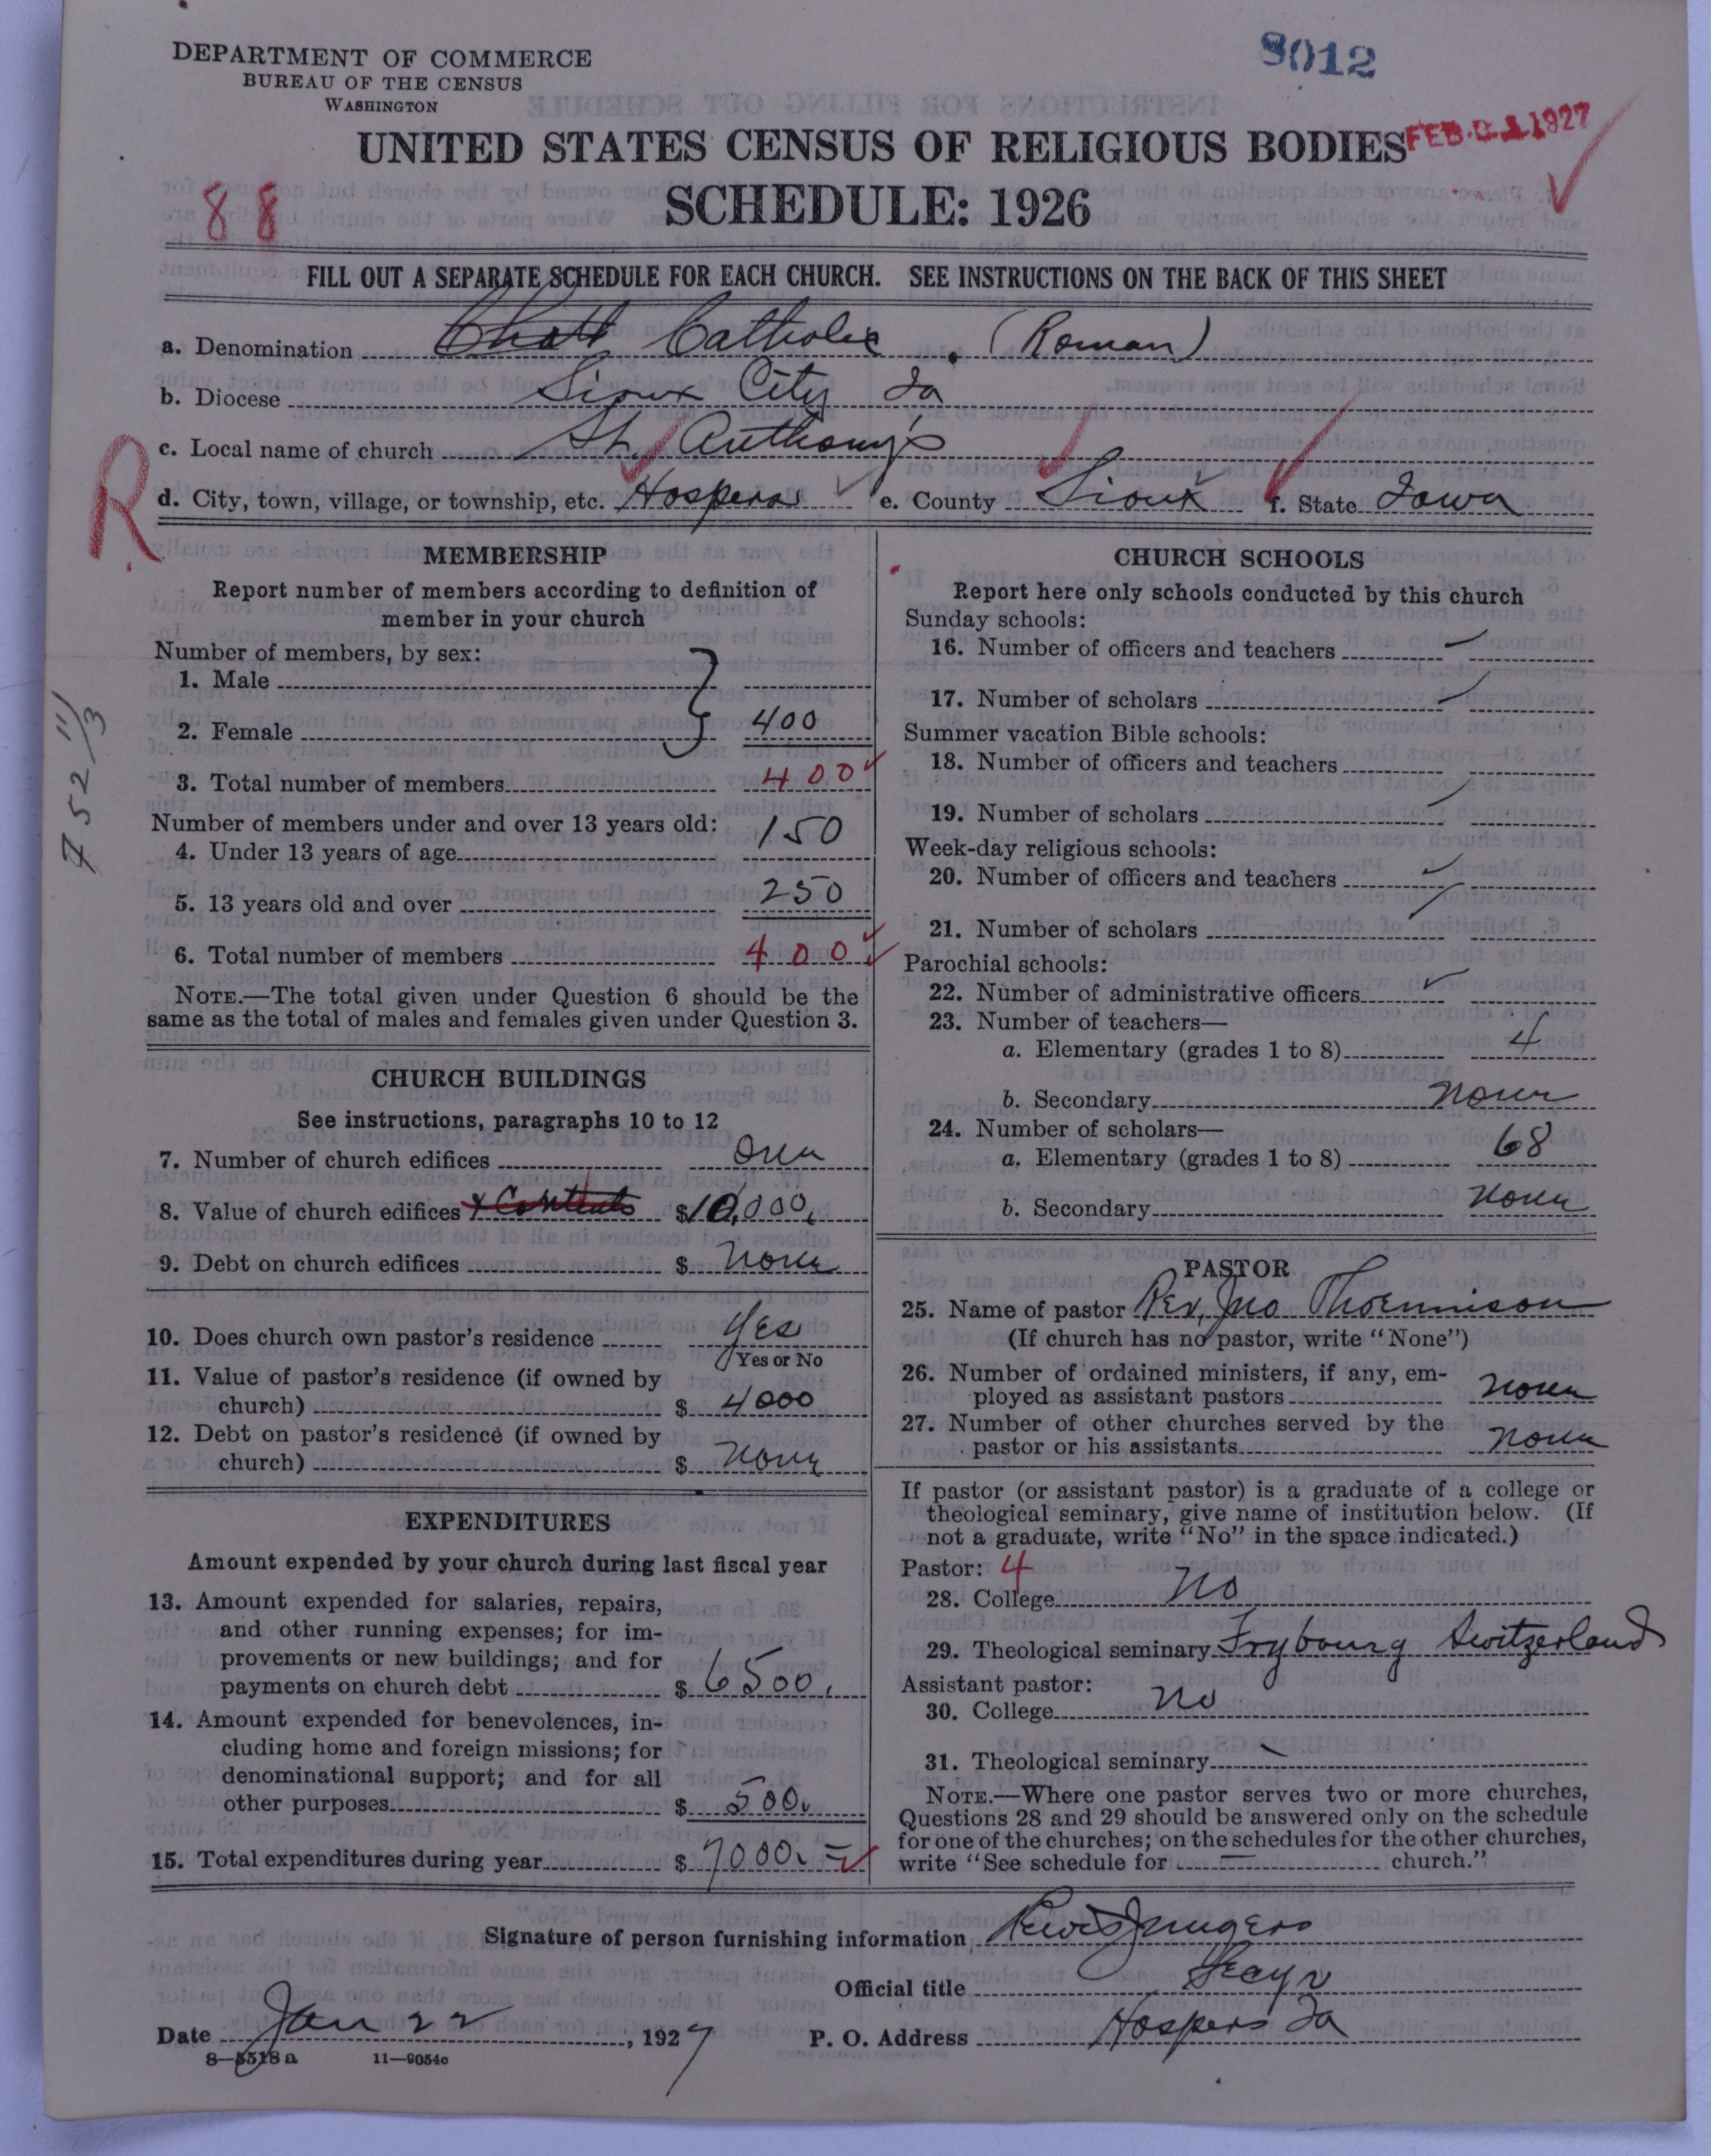 DEPARTMENT OF COMMERCE
BUREAU OF THE CENSUS
WASHINGTON
8012
UNITED STATES CENSUS OF RELIGIOUS BODIES
FEB 1 1927
SCHEDULE: 1926
88
FILL OUT A SEPARATE SCHEDULE FOR EACH CHURCH. SEE INSTRUCTIONS ON THE BACK OF THIS SHEET
a. Denomination Catholic (Roman)
b. Diocese Sioux City Ia
c. Local name of church St. Anthony's
R
d. City, town, village, or township, etc. Hospers e. County Sioux f. State Iowa
752 11/3
MEMBERSHIP
Report number of members according to definition of
member in your church
Number of members, by sex:
1. Male
2. Female 400
3. Total number of members 400
Number of members under and over 13 years old:
4. Under 13 years of age 150
5. 13 years old and over 250
6. Total number of members 400
NOTE.—The total given under Question 6 should be the
same as the total of males and females given under Question 3.
CHURCH BUILDINGS
See instructions, paragraphs 10 to 12
7. Number of church edifices One
8. Value of church edifices & Contents $10,000.
9. Debt on church edifices $ None
10. Does church own pastor's residence Yes
Yes or No
11. Value of pastor's residence (if owned by
church) $ 4000
12. Debt on pastor's residence (if owned by
church) $ None
EXPENDITURES
Amount expended by your church during last fiscal year
13. Amount expended for salaries, repairs,
and other running expenses; for im-
provements or new buildings; and for
payments on church debt $ 6500.
14. Amount expended for benevolences, in-
cluding home and foreign missions; for
denominational support; and for all
other purposes $ 500.
15. Total expenditures during year $ 7000.
CHURCH SCHOOLS
Report here only schools conducted by this church
Sunday schools:
16. Number of officers and teachers
17. Number of scholars
Summer vacation Bible schools:
18. Number of officers and teachers
19. Number of scholars
Week-day religious schools:
20. Number of officers and teachers
21. Number of scholars
Parochial schools:
22. Number of administrative officers
23. Number of teachers—
a. Elementary (grades 1 to 8) 4
b. Secondary None
24. Number of scholars—
a. Elementary (grades 1 to 8) 68
b. Secondary None
PASTOR
25. Name of pastor Rev, Jno Thoennison
(If church has no pastor, write "None")
26. Number of ordained ministers, if any, em-
ployed as assistant pastors None
27. Number of other churches served by the
pastor or his assistants None
If pastor (or assistant pastor) is a graduate of a college or
theological seminary, give name of institution below. (If
not a graduate, write "No" in the space indicated.)
Pastor: 4
28. College No
29. Theological seminary Frybourg Switzerland
Assistant pastor:
30. College No
31. Theological seminary
NOTE.—Where one pastor serves two or more churches,
Questions 28 and 29 should be answered only on the schedule
for one of the churches; on the schedules for the other churches,
write "See schedule for — church."
Signature of person furnishing information
Official title Secy
Date Jan 22, 1927 P. O. Address Hospers Ia
8—5518 a 11—9054c